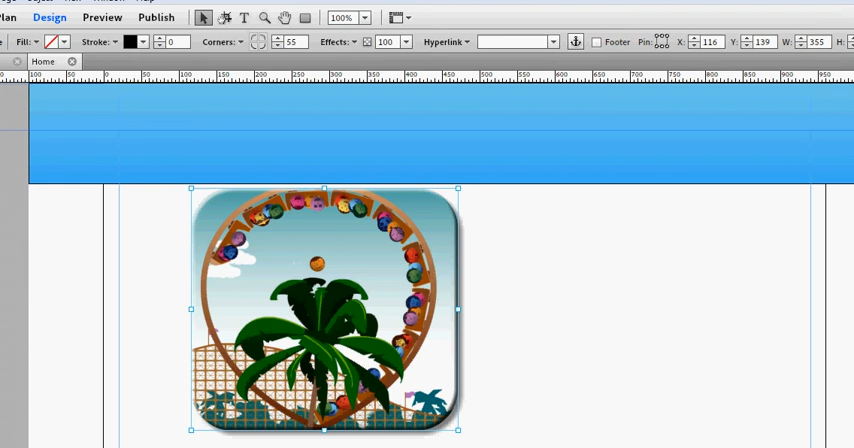 Plan Design Preview Publish 100%
Fill: Stroke: 0 Corners: 55 Effects: 100 Hyperlink: Footer Pin: X: 116 Y: 139 W: 355 H:
Home
100 50 0 50 100 150 200 250 300 350 400 450 500 550 600 650 700 750 800 850 900 950